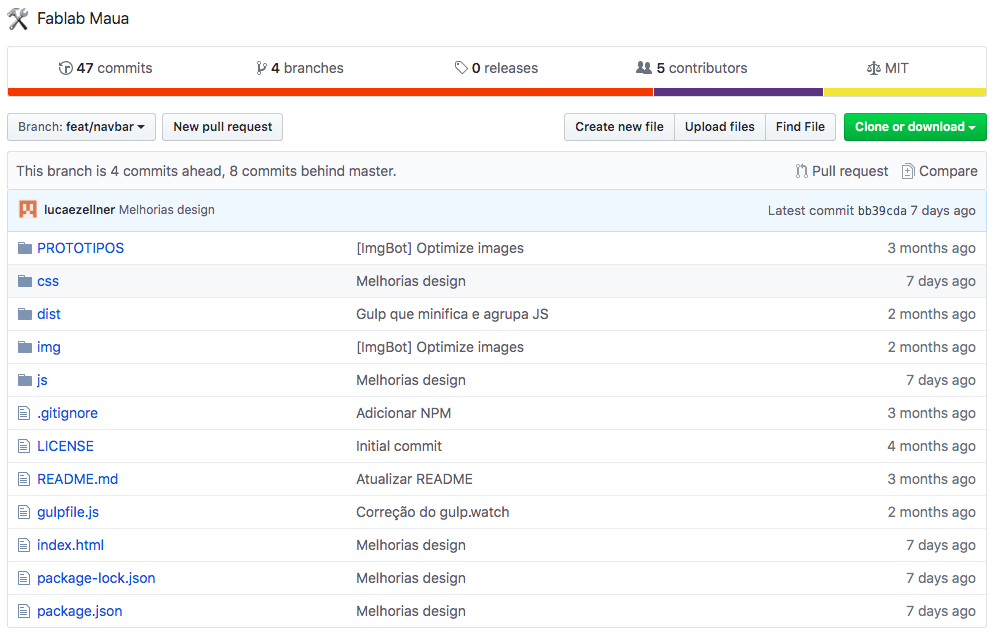 Fablab Maua
47 commits 4 branches 0 releases 5 contributors MIT
Branch: feat/navbar New pull request Create new file Upload files Find File Clone or download
This branch is 4 commits ahead, 8 commits behind master. Pull request Compare
lucaezellner Melhorias design Latest commit bb39cda 7 days ago
PROTOTIPOS [ImgBot] Optimize images 3 months ago
css Melhorias design 7 days ago
dist Gulp que minifica e agrupa JS 2 months ago
img [ImgBot] Optimize images 2 months ago
js Melhorias design 7 days ago
.gitignore Adicionar NPM 3 months ago
LICENSE Initial commit 4 months ago
README.md Atualizar README 3 months ago
gulpfile.js Correção do gulp.watch 2 months ago
index.html Melhorias design 7 days ago
package-lock.json Melhorias design 7 days ago
package.json Melhorias design 7 days ago